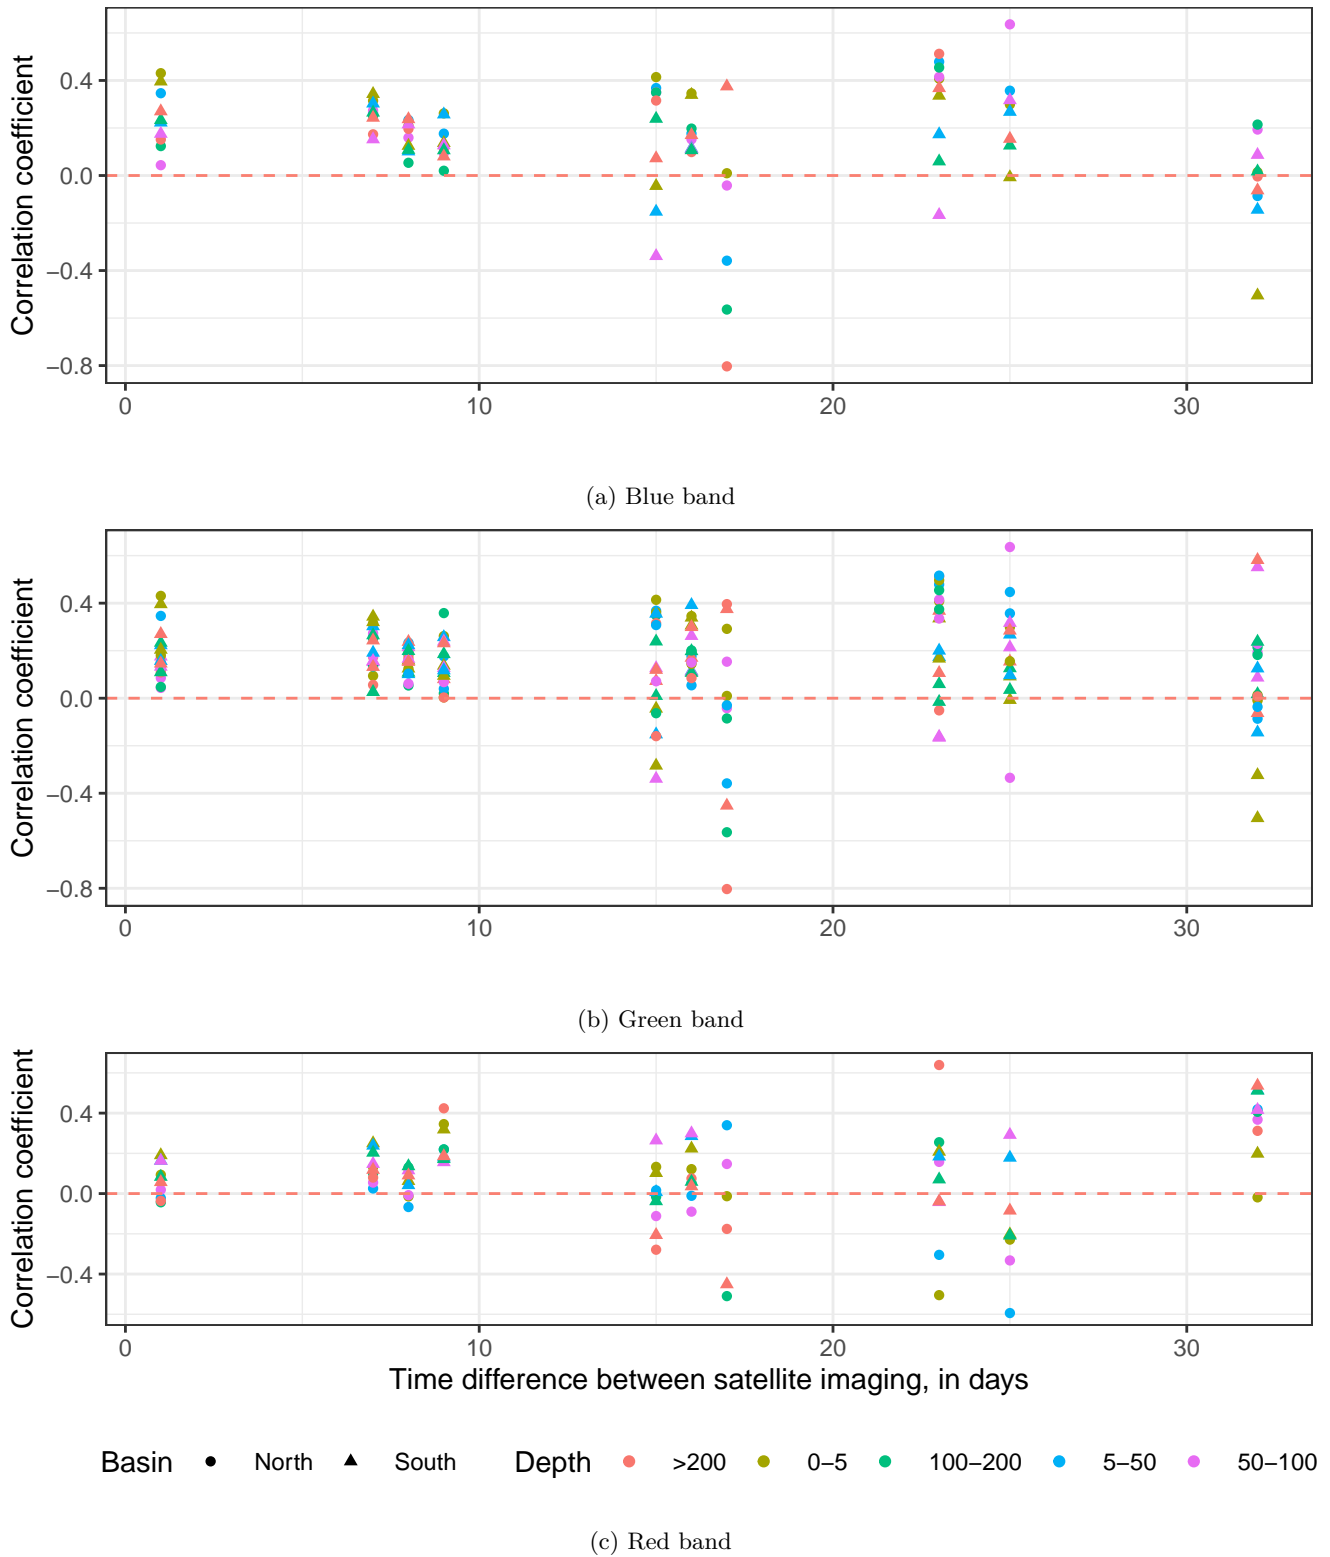 Correlation coefficient
0.4
0.0
−0.4
−0.8
0 10 20 30
(a) Blue band
Correlation coefficient
0.4
0.0
−0.4
−0.8
0 10 20 30
(b) Green band
Correlation coefficient
0.4
0.0
−0.4
0 10 20 30
Time difference between satellite imaging, in days
Basin North South Depth >200 0−5 100−200 5−50 50−100
(c) Red band